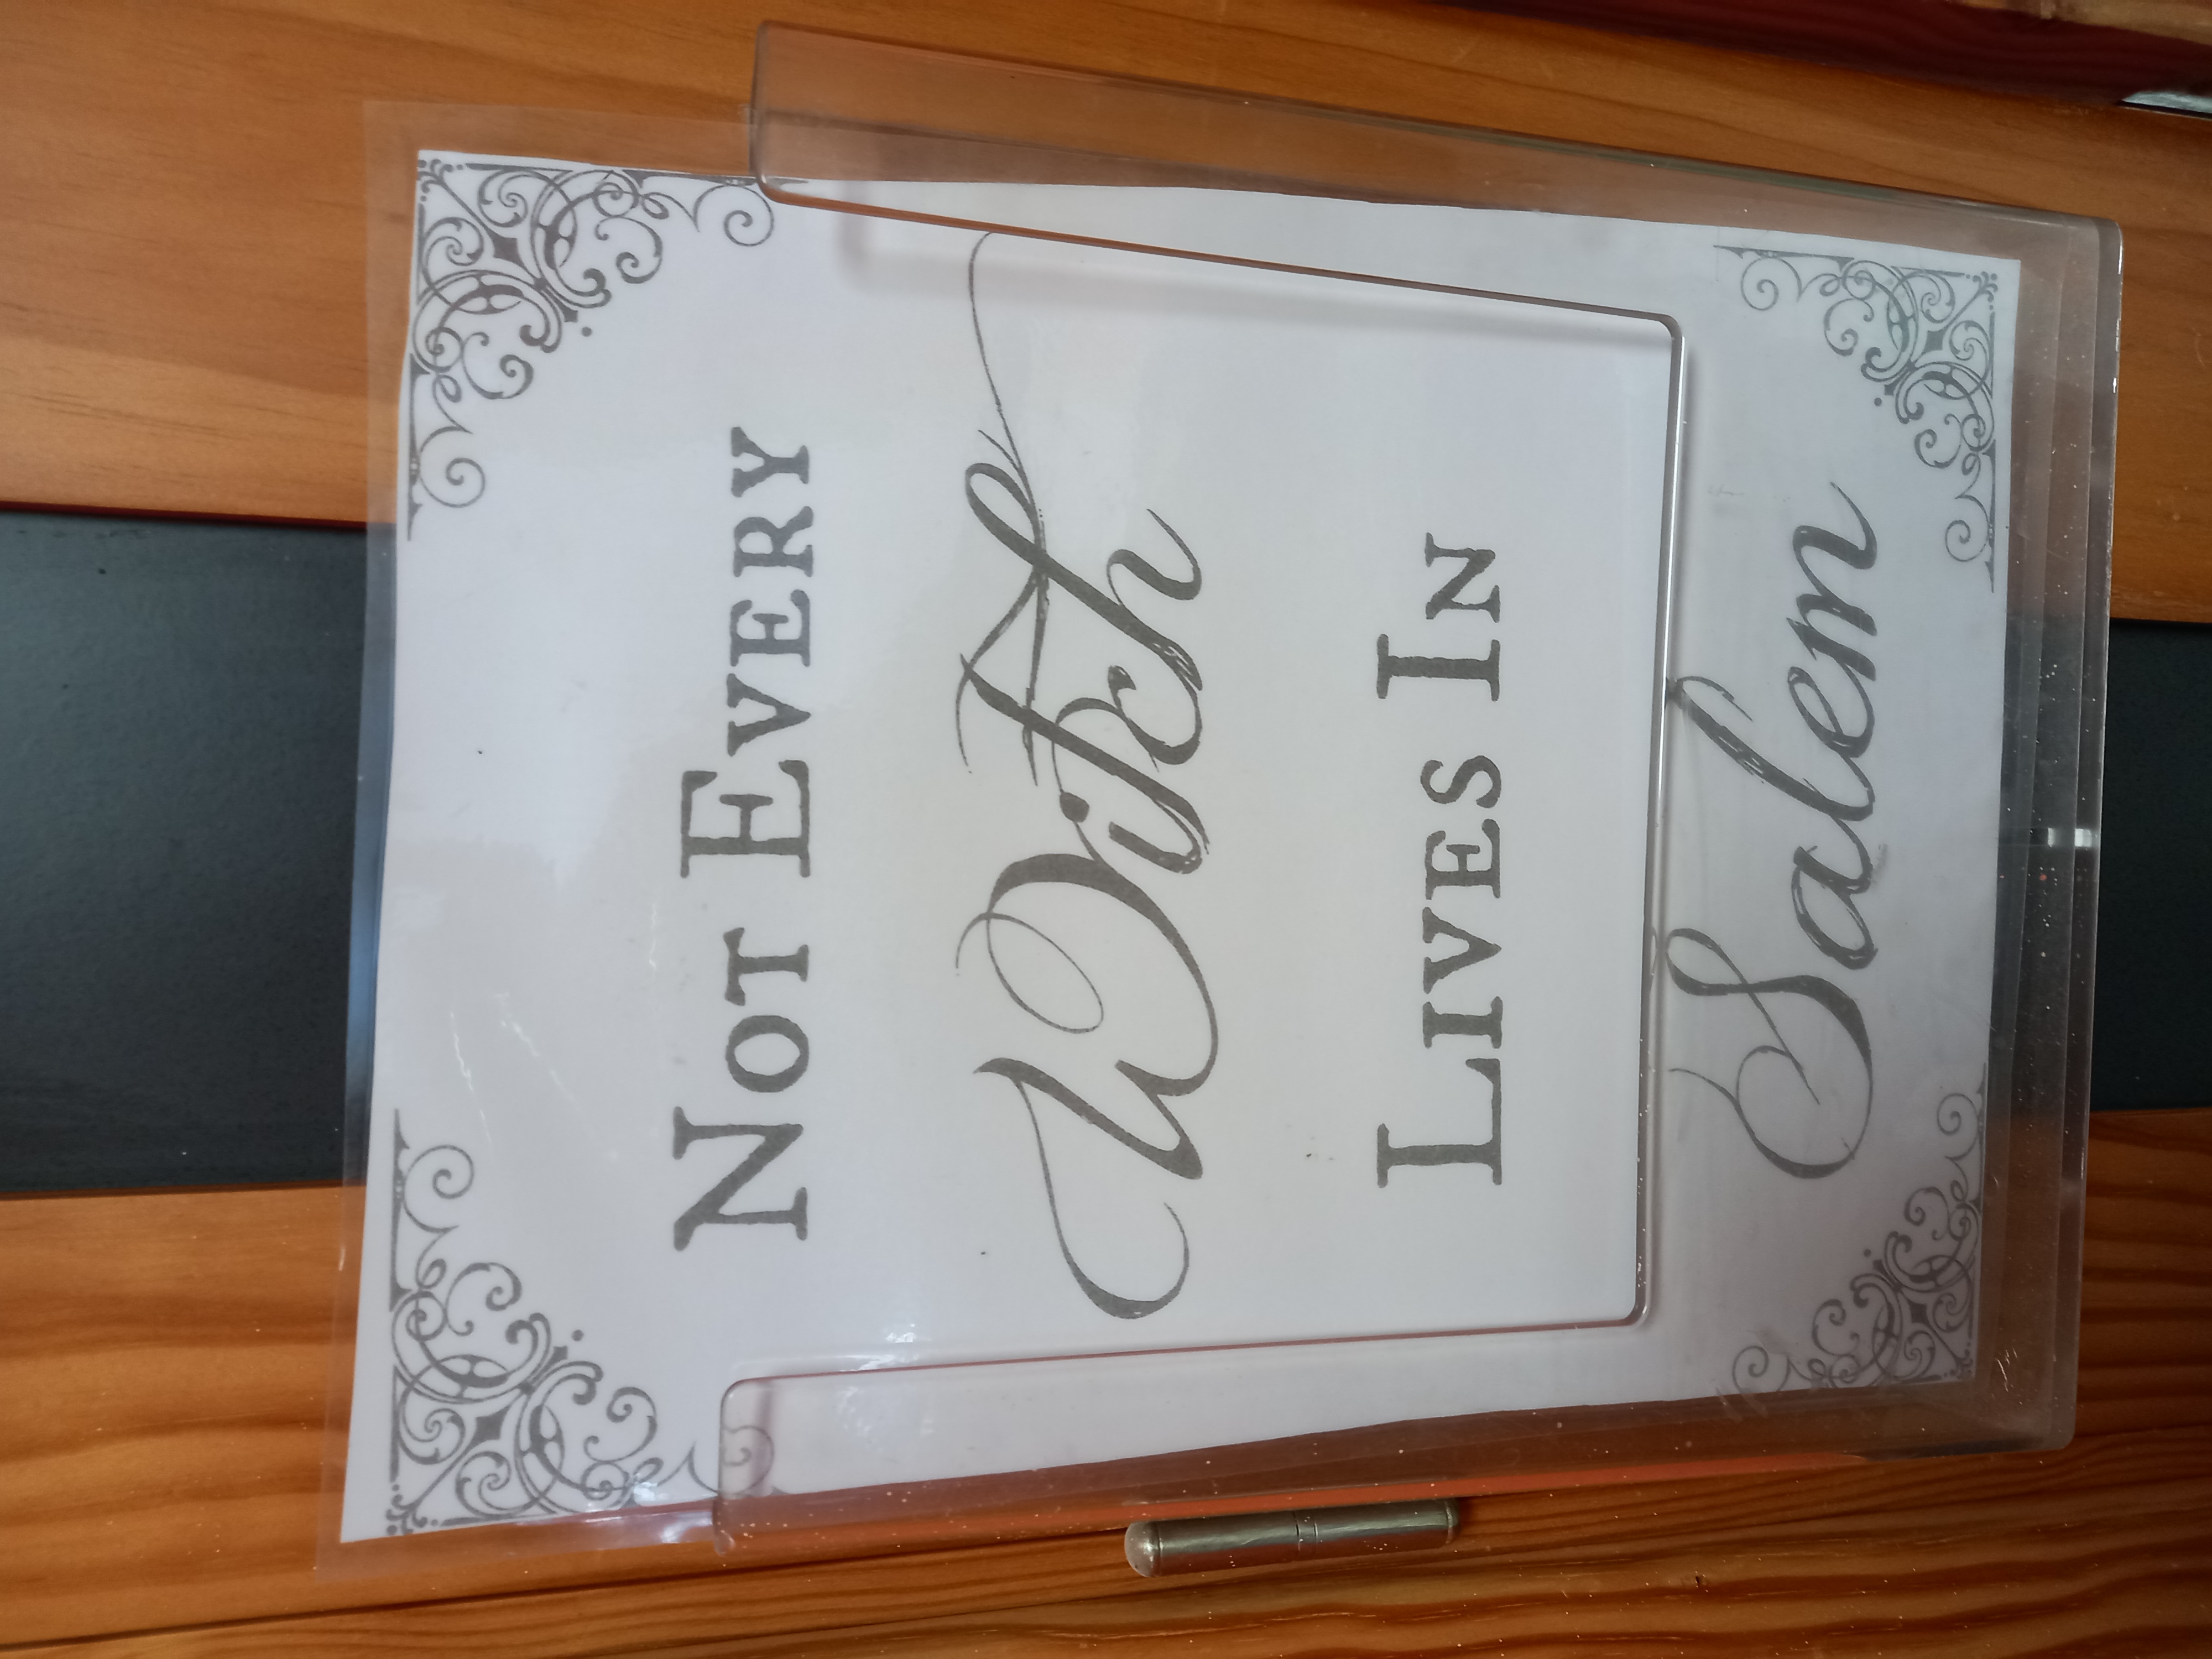 NOT EVERY
Witch
LIVES IN
Salem